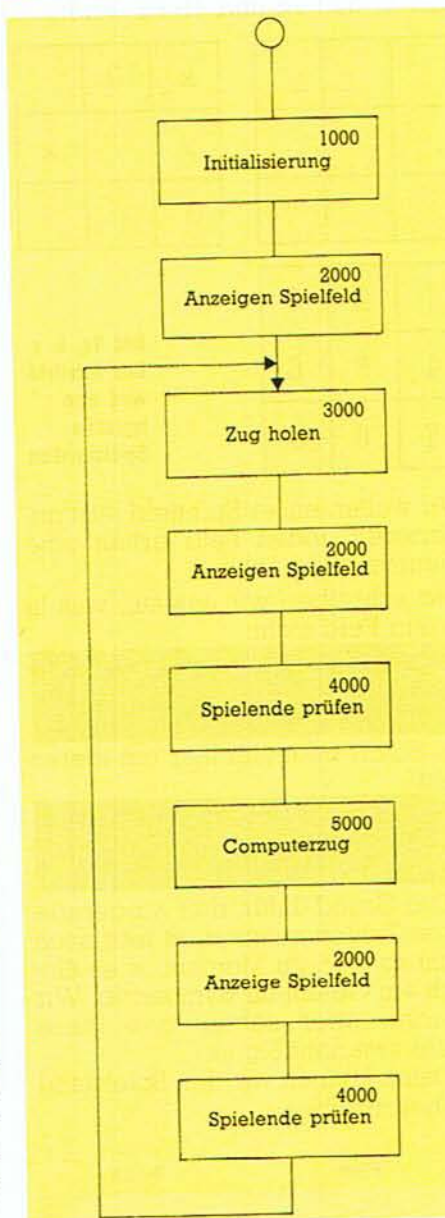 1000
Initialisierung
2000
Anzeigen Spielfeld
3000
Zug holen
2000
Anzeigen Spielfeld
4000
Spielende prüfen
5000
Computerzug
2000
Anzeige Spielfeld
4000
Spielende prüfen